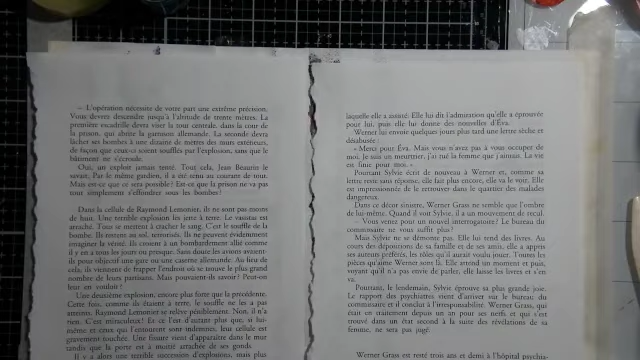 — L'opération nécessite de votre part une extrême précision.
Vous devrez descendre jusqu'à l'altitude de trente mètres. La
première escadrille devra viser la tour centrale, dans la cour de
la prison, qui abrite la garnison allemande. La seconde devra
lâcher ses bombes à une dizaine de mètres des murs extérieurs,
de façon que ceux-ci soient soufflés par l'explosion, sans que le
bâtiment ne s'écroule.
Oui, un exploit jamais tenté. Tout cela, Jean Beaurin le
savait. Par le même gardien, il a été tenu au courant de tout.
Mais est-ce que ce sera possible? Est-ce que la prison ne va pas
tout simplement s'effondrer sous les bombes?
Dans la cellule de Raymond Lemonier, ils ne sont pas morts
de bruit. Une terrible explosion les jette à terre. Le vasistas est
arraché. Tous se mettent à cracher le sang. C'est le souffle de la
bombe. Ils restent au sol, terrorisés. Ils ne peuvent évidemment
imaginer la vérité. Ils croient à un bombardement allié comme
il y en a tous les jours ou presque. Sans doute les avions avaient-
ils pour objectif une gare ou une caserne allemande. Au lieu de
cela, ils viennent de frapper l'endroit où se trouve le plus grand
nombre de leurs partisans. Mais pouvaient-ils savoir? Peut-on
leur en vouloir?
Une deuxième explosion, encore plus forte que la précédente.
Cette fois, comme ils étaient à terre, le souffle ne les a pas
atteints. Raymond Lemonier se relève péniblement. Non, il n'a
rien. C'est miraculeux! Et ce l'est d'autant plus que, si lui-
même et ceux qui l'entourent sont indemnes, leur cellule est
gravement touchée. Une fissure vient d'apparaître dans le mur
tandis que la porte est à moitié arrachée de ses gonds.
Il y a alors une terrible succession d'explosions, mais plus
laquelle elle a assisté. Elle lui dit l'admiration qu'elle a éprouvée
pour lui, puis elle lui donne des nouvelles d'Éva.
Werner lui envoie quelques jours plus tard une lettre sèche et
désabusée :
« Merci pour Éva. Mais vous n'avez pas à vous occuper de
moi. Je suis un meurtrier, j'ai tué la femme que j'aimais. La vie
est finie pour moi. »
Pourtant Sylvie écrit de nouveau à Werner et, comme sa
lettre reste sans réponse, elle fait plus encore, elle va le voir. Elle
est impressionnée de le retrouver dans le quartier des malades
dangereux.
Dans ce décor sinistre, Werner Grass ne semble que l'ombre
de lui-même. Quand il voit Sylvie, il a un mouvement de recul.
— Vous venez pour un nouvel interrogatoire? Le bureau du
commissaire ne vous suffit plus?
Mais Sylvie ne se démonte pas. Elle lui tend des livres. Au
cours des dépositions de sa famille et de ses amis, elle a appris
ses auteurs préférés, les rôles qu'il aurait voulu jouer. Toutes les
pièces qu'aime Werner sont là. Elle attend un moment et puis,
voyant qu'il n'a pas envie de parler, elle laisse les livres et s'en
va.
Pourtant, le lendemain, Sylvie éprouve sa plus grande joie.
Le rapport des psychiatres vient d'arriver sur le bureau du
commissaire et il conclut à l'irresponsabilité. Werner Grass, qui
était en traitement depuis un an pour ses nerfs et qui s'est
trouvé dans un état second à la suite des révélations de sa
femme, ne sera pas jugé.
Werner Grass est resté trois ans et demi à l'hôpital psychia-